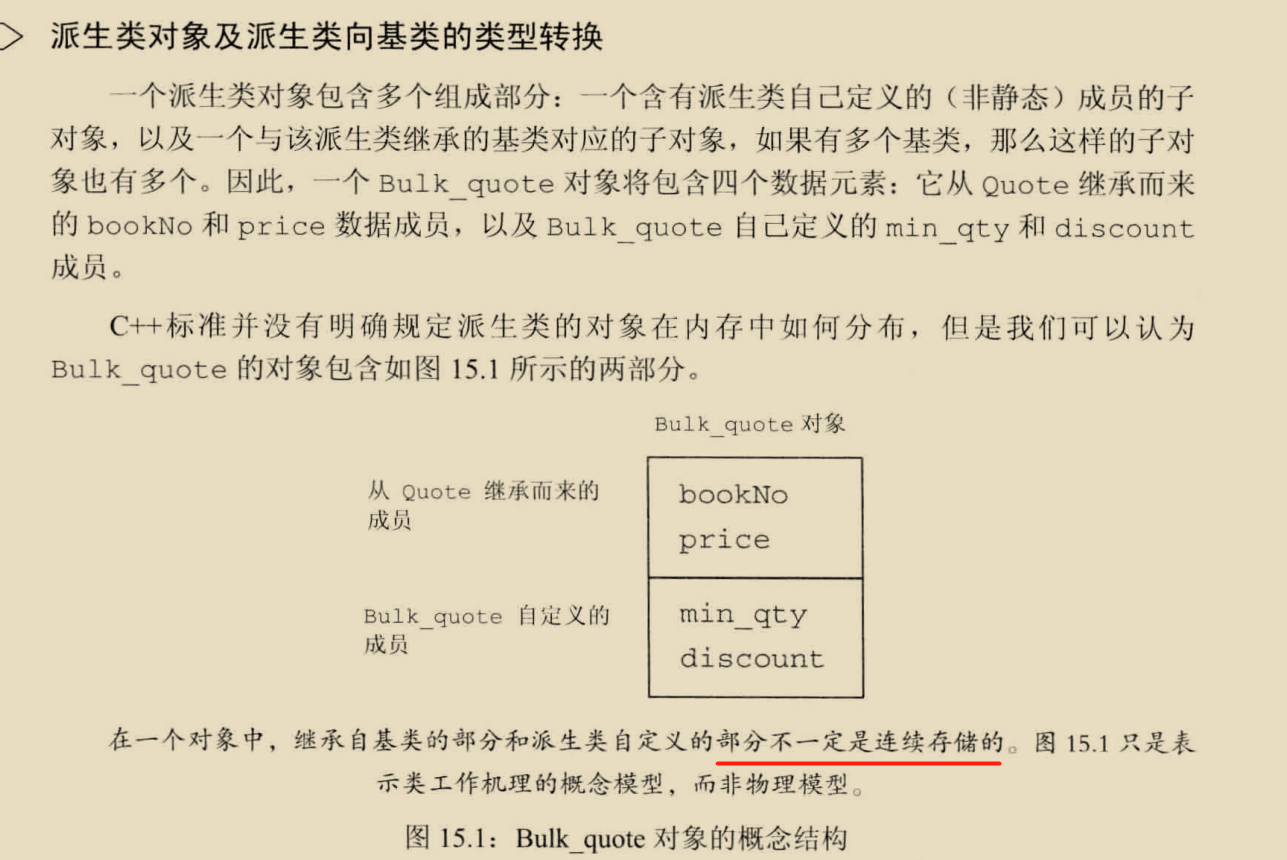 派生类对象及派生类向基类的类型转换
一个派生类对象包含多个组成部分：一个含有派生类自己定义的（非静态）成员的子
对象，以及一个与该派生类继承的基类对应的子对象，如果有多个基类，那么这样的子对
象也有多个。因此，一个 Bulk_quote 对象将包含四个数据元素：它从 Quote 继承而来
的 bookNo 和 price 数据成员，以及 Bulk_quote 自己定义的 min_qty 和 discount
成员。
C++标准并没有明确规定派生类的对象在内存中如何分布，但是我们可以认为
Bulk_quote 的对象包含如图 15.1 所示的两部分。
Bulk_quote 对象
从 Quote 继承而来的
成员
bookNo
price
Bulk_quote 自定义的
成员
min_qty
discount
在一个对象中，继承自基类的部分和派生类自定义的部分不一定是连续存储的。图 15.1 只是表
示类工作机理的概念模型，而非物理模型。
图 15.1：Bulk_quote 对象的概念结构